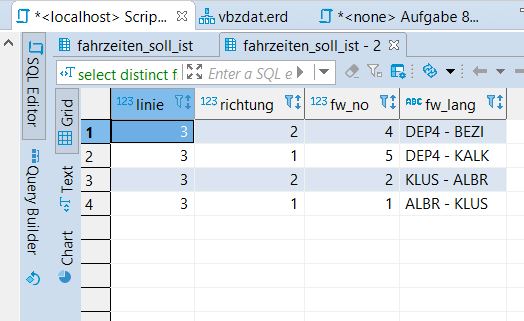 *<localhost> Scrip...
vbzdat.erd
*<none> Aufgabe 8...
fahrzeiten_soll_ist
fahrzeiten_soll_ist - 2
select distinct f
Enter a SQL e
SQL Editor
Query Builder
Grid
Text
Chart
123 linie
123 richtung
123 fw_no
ABC fw_lang
1 3 2 4 DEP4 - BEZI
2 3 1 5 DEP4 - KALK
3 3 2 2 KLUS - ALBR
4 3 1 1 ALBR - KLUS